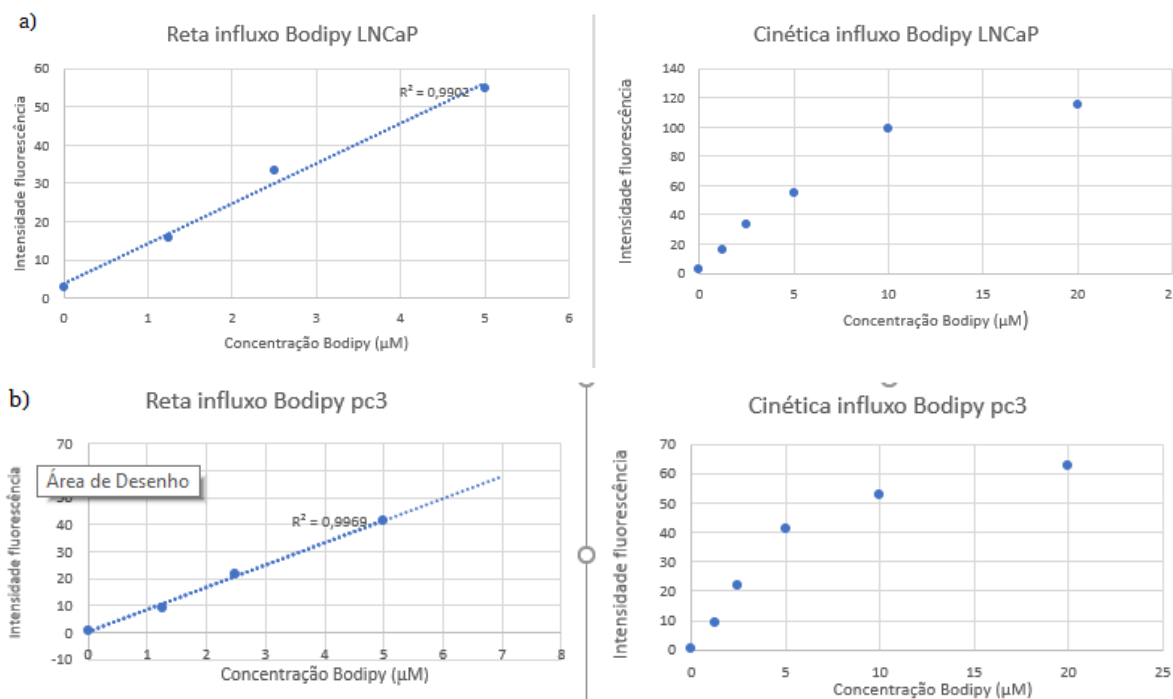 a)
Reta influxo Bodipy LNCaP
Intensidade fluorescência
60
50
40
30
20
10
0
R² = 0,9902
0 1 2 3 4 5 6
Concentração Bodipy (µM)
Cinética influxo Bodipy LNCaP
Intensidade fluorescência
140
120
100
80
60
40
20
0
0 5 10 15 20 2
Concentração Bodipy (µM)
b)
Reta influxo Bodipy pc3
Intensidade fluorescência
70
Área de Desenho
50
40
30
20
10
0
-10
R² = 0,9969
0 1 2 3 4 5 6 7 8
Concentração Bodipy (µM)
Cinética influxo Bodipy pc3
Intensidade fluorescência
70
60
50
40
30
20
10
0
0 5 10 15 20 25
Concentração Bodipy (µM)